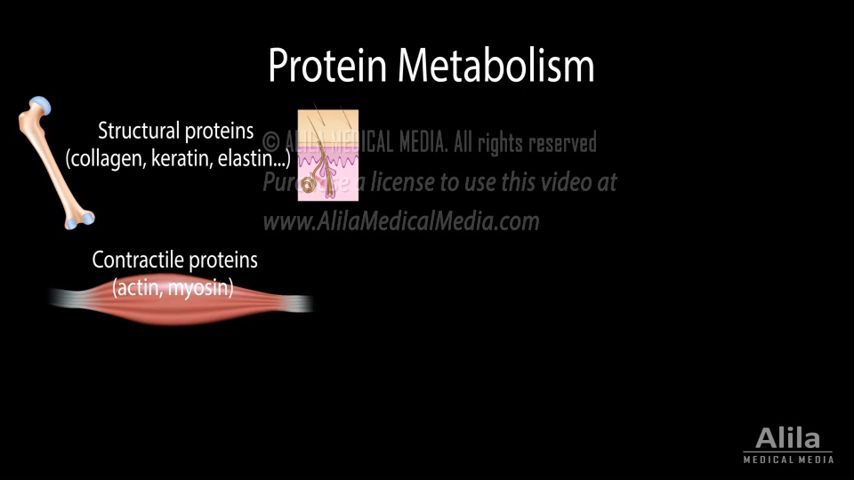 Protein Metabolism
Structural proteins
(collagen, keratin, elastin...)
© ALILA MEDICAL MEDIA. All rights reserved
Purchase a license to use this video at
www.AlilaMedicalMedia.com
Contractile proteins
(actin, myosin)
Alila
MEDICAL MEDIA